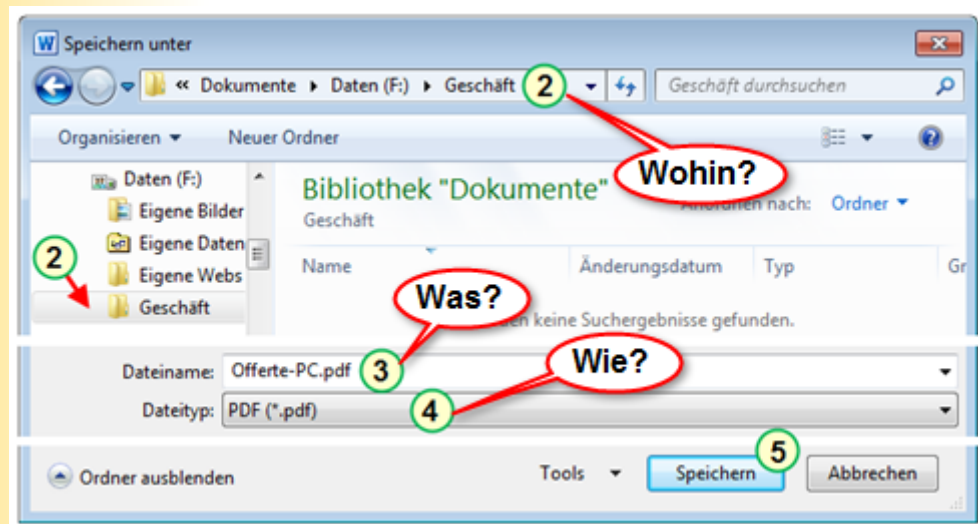 W Speichern unter
« Dokumente Daten (F:) Geschäft 2 Geschäft durchsuchen
Organisieren Neuer Ordner
Wohin?
Daten (F:)
Eigene Bilder
Eigene Daten
Eigene Webs
Geschäft
2
Bibliothek "Dokumente"
Geschäft
nach: Ordner
Name Änderungsdatum Typ Gr
Was?
keine Suchergebnisse gefunden.
Wie?
Dateiname: Offerte-PC.pdf 3
Dateityp: PDF (*.pdf) 4
5
Ordner ausblenden Tools Speichern Abbrechen